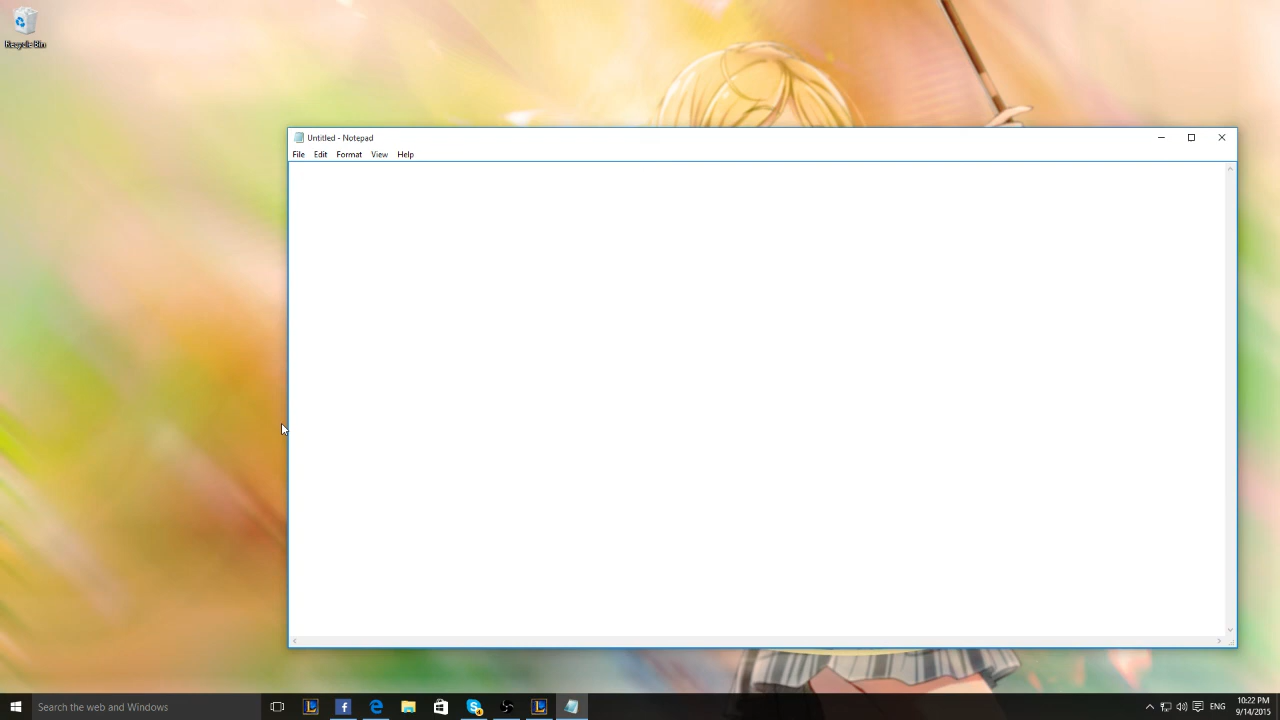 Recycle Bin
Untitled - Notepad
File Edit Format View Help
Search the web and Windows
ENG
10:22 PM
9/14/2015